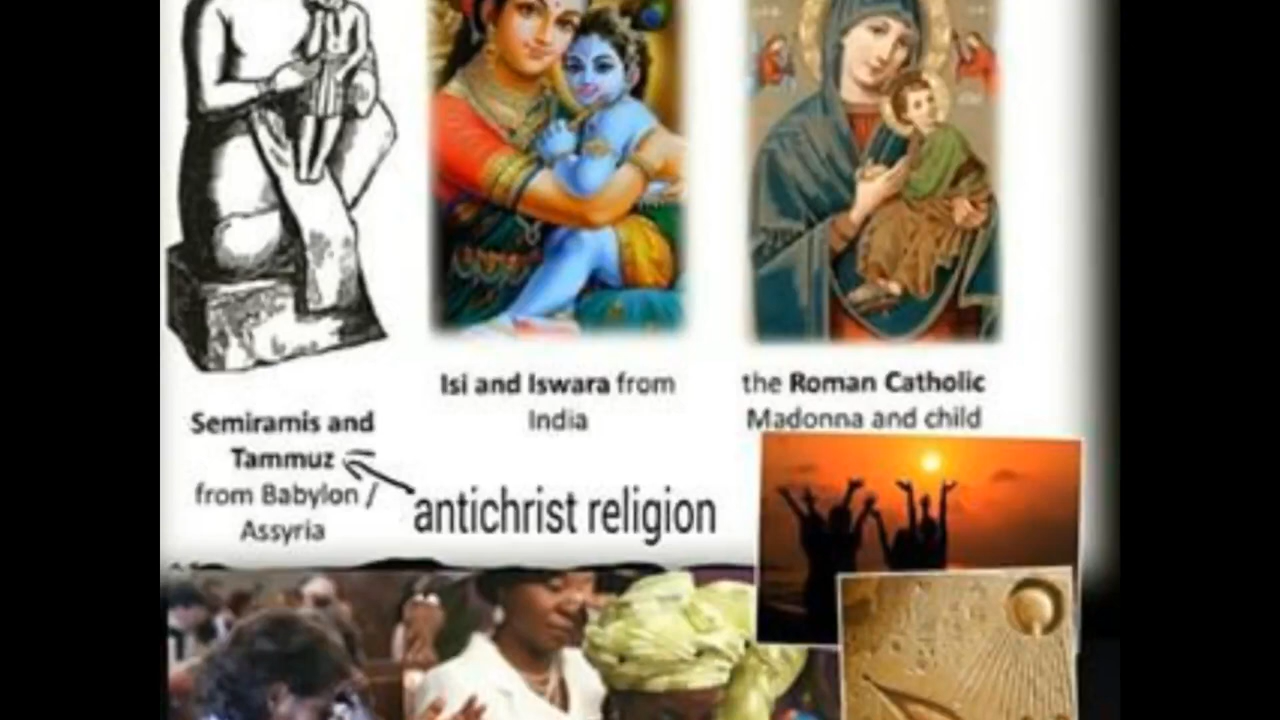 Isi and Iswara from
India
the Roman Catholic
Madonna and child
Semiramis and
Tammuz
from Babylon /
Assyria
antichrist religion